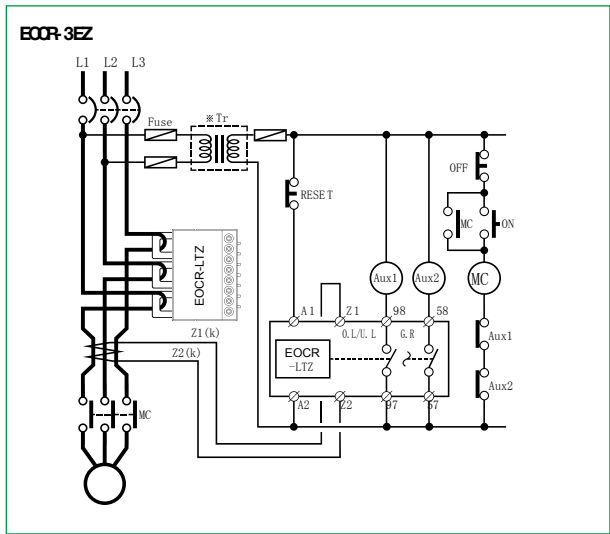 EOCR-3EZ
L1 L2 L3
Fuse
※Tr
OFF
RESET
MC
ON
EOCR-LTZ
Aux1
Aux2
MC
A1
Z1
98
58
O.L/U.L
G.R
Aux1
Z1(k)
EOCR
-LTZ
Z2(k)
Aux2
A2
Z2
97
57
MC